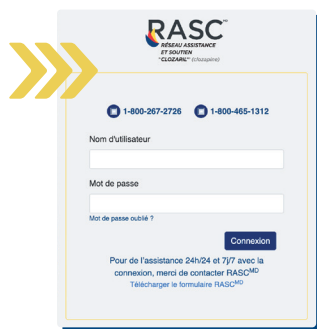 RASC™
RÉSEAU ASSISTANCE
ET SOUTIEN
"CLOZARIL" (clozapine)
1-800-267-2726 1-800-465-1312
Nom d'utilisateur
Mot de passe
Mot de passe oublié ?
Connexion
Pour de l'assistance 24h/24 et 7j/7 avec la
connexion, merci de contacter RASCᴹᴰ
Télécharger le formulaire RASCᴹᴰ